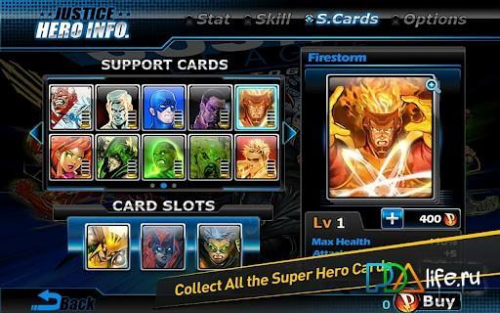 JUSTICE
HERO INFO.
Stat
Skill
S.Cards
Options
SUPPORT CARDS
Firestorm
CARD SLOTS
Lv 1
400
Max Health
Collect All the Super Hero Cards
PDAlife.ru
Back
0
Buy